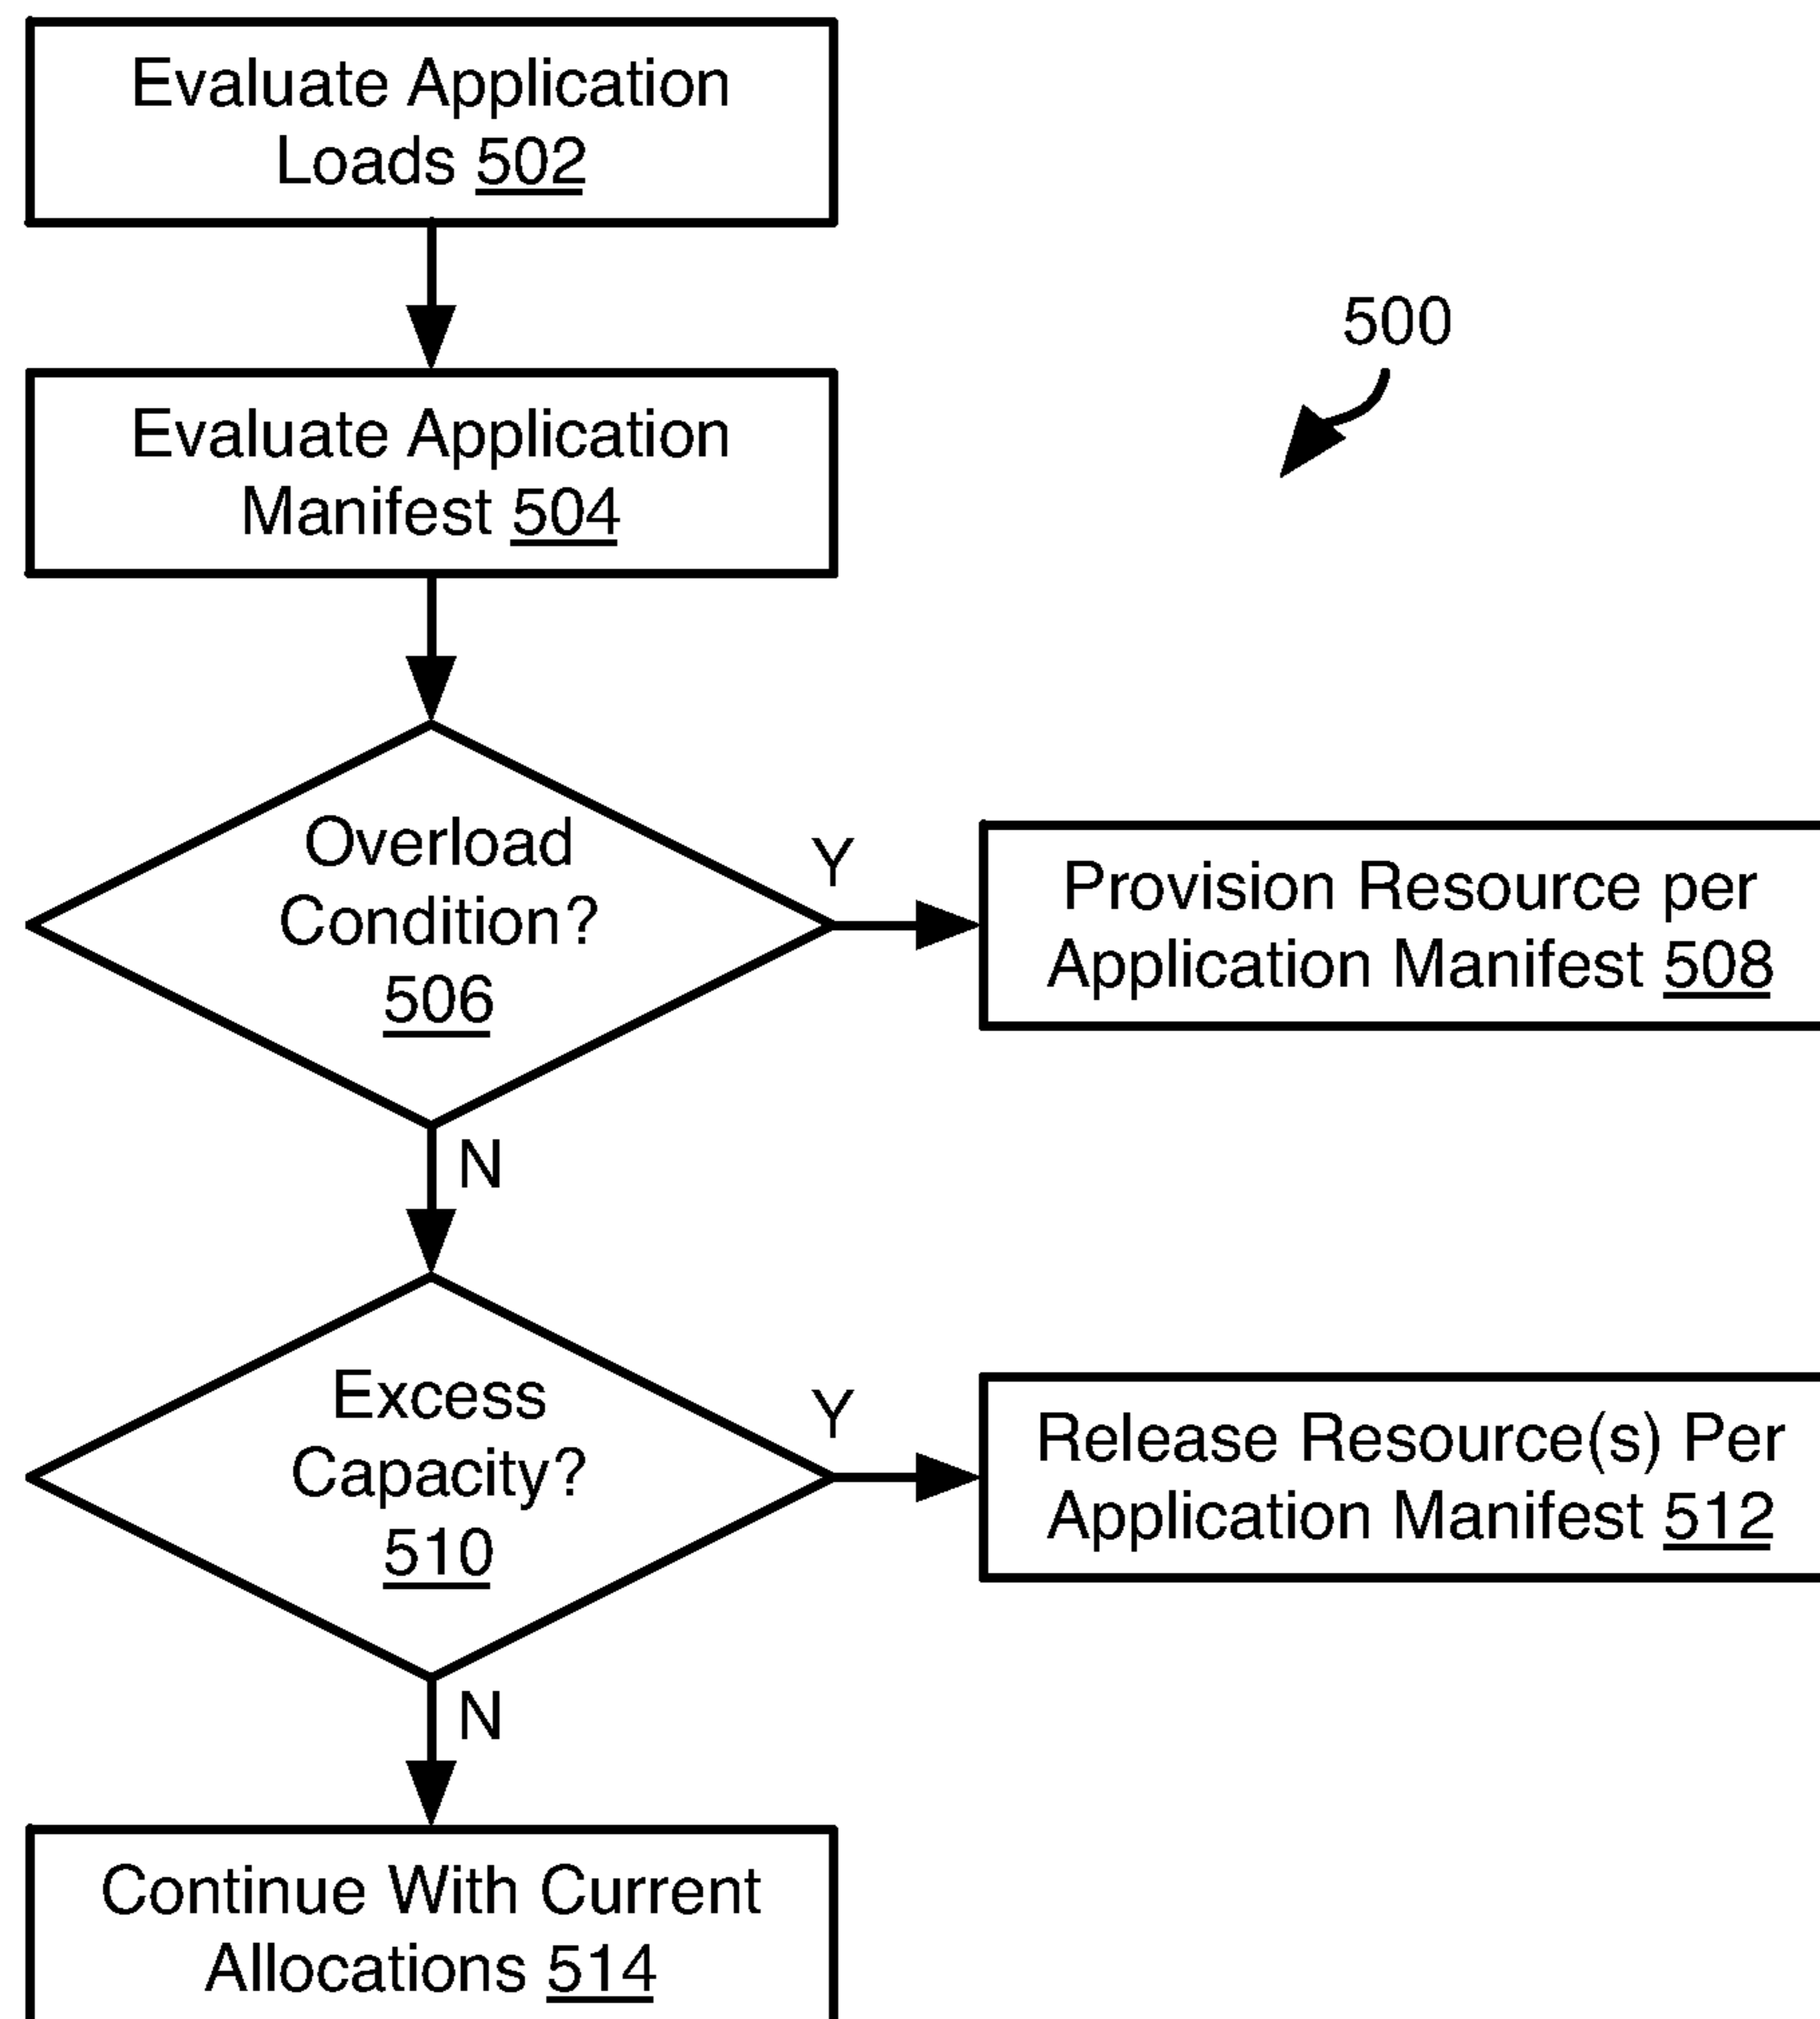 Evaluate Application
Loads 502
500
Evaluate Application
Manifest 504
Overload
Condition?
506
Y
Provision Resource per
Application Manifest 508
N
Excess
Capacity?
510
Y
Release Resource(s) Per
Application Manifest 512
N
Continue With Current
Allocations 514